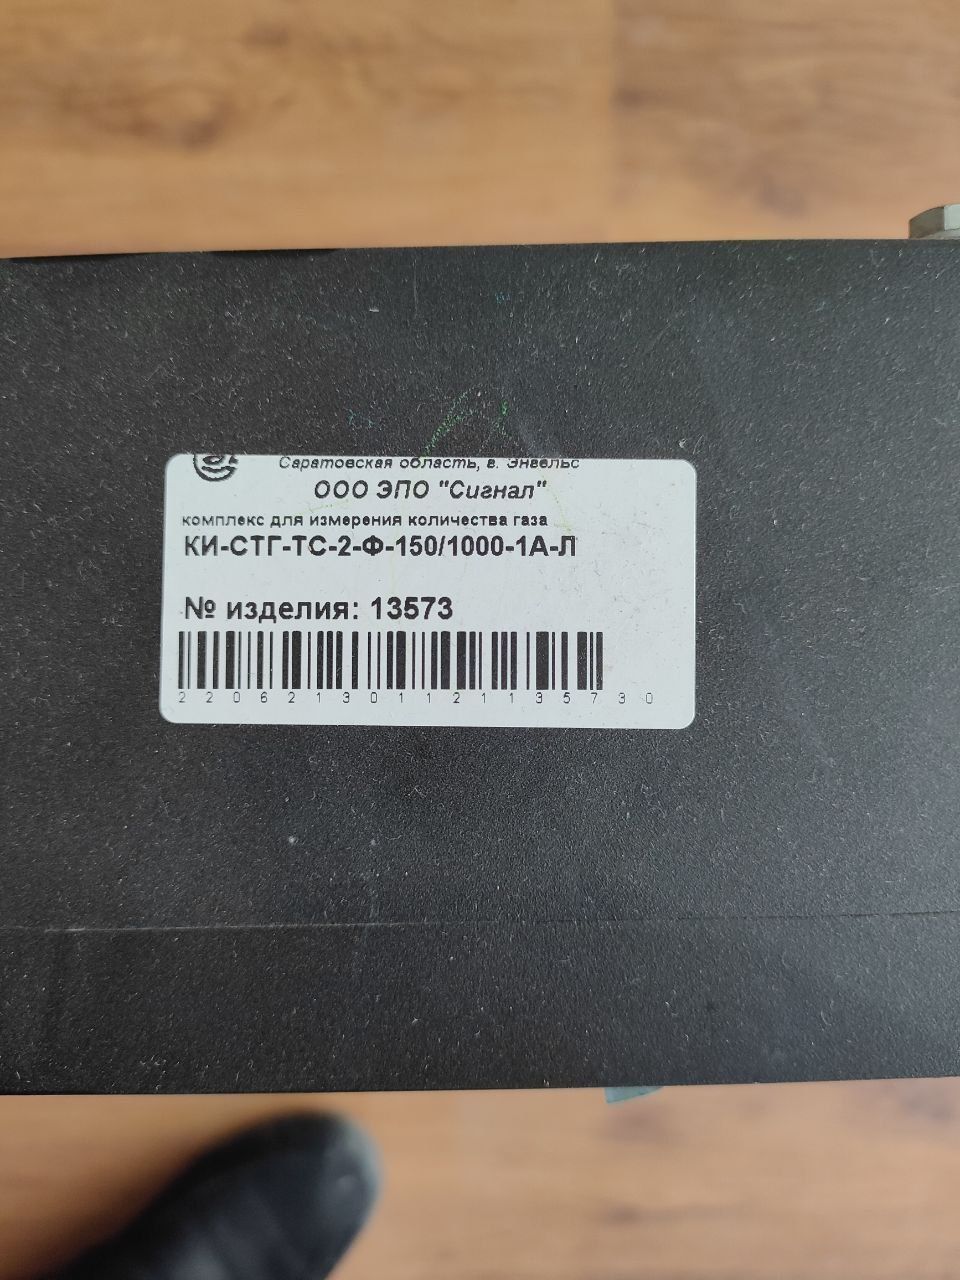 Саратовская область, г. Энгельс
ООО ЭПО "Сигнал"
комплекс для измерения количества газа
КИ-СТГ-ТС-2-Ф-150/1000-1А-Л
№ изделия: 13573
220621301121135730